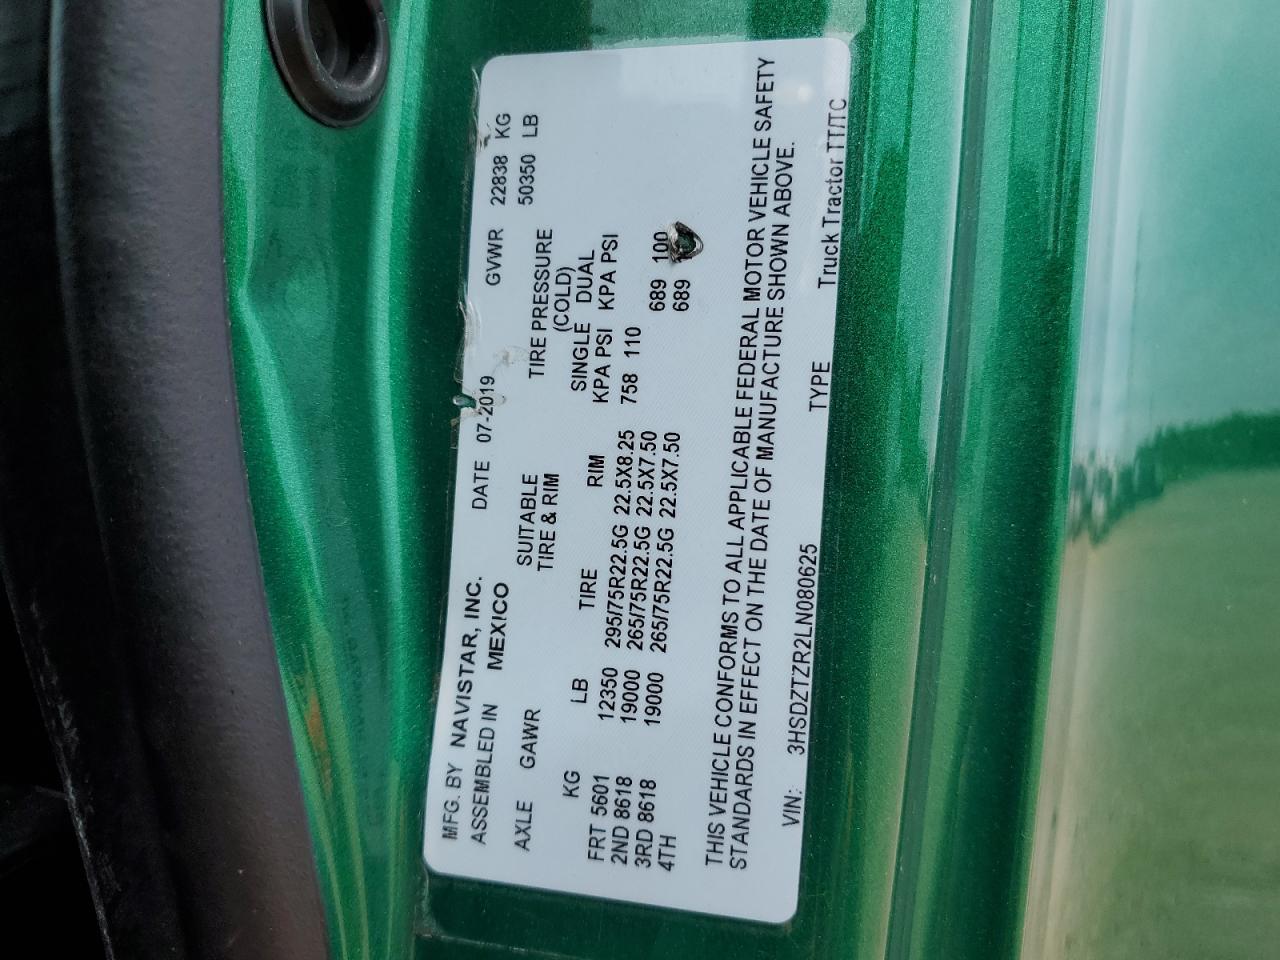 MFG. BY NAVISTAR, INC. DATE 07-2019 GVWR 22838 KG
ASSEMBLED IN MEXICO 50350 LB
AXLE GAWR SUITABLE TIRE PRESSURE
TIRE & RIM (COLD)
SINGLE DUAL
KG LB TIRE RIM KPA PSI KPA PSI
FRT 5601 12350 295/75R22.5G 22.5X8.25 758 110
2ND 8618 19000 265/75R22.5G 22.5X7.50 689 100
3RD 8618 19000 265/75R22.5G 22.5X7.50 689
4TH
THIS VEHICLE CONFORMS TO ALL APPLICABLE FEDERAL MOTOR VEHICLE SAFETY
STANDARDS IN EFFECT ON THE DATE OF MANUFACTURE SHOWN ABOVE.
VIN: 3HSDZTZR2LN080625 TYPE Truck Tractor TT/TC